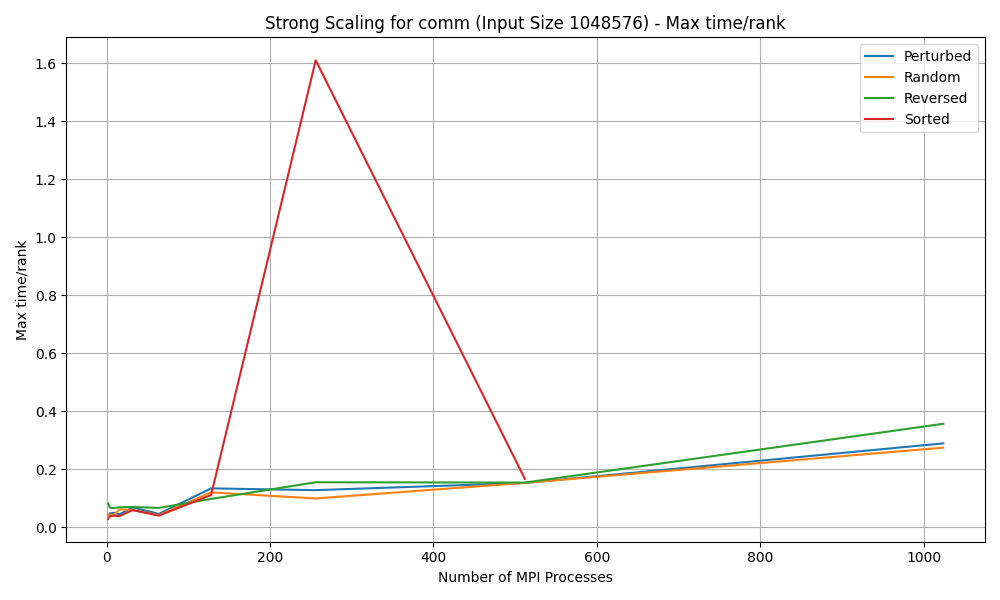 Strong Scaling for comm (Input Size 1048576) - Max time/rank
Perturbed
Random
Reversed
Sorted
Max time/rank
1.6
1.4
1.2
1.0
0.8
0.6
0.4
0.2
0.0
0 200 400 600 800 1000
Number of MPI Processes